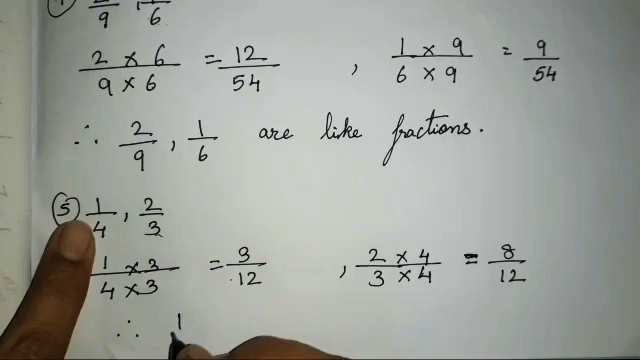 ④ 2/9, 1/6
2 × 6 / 9 × 6 = 12/54 , 1 × 9 / 6 × 9 = 9/54
∴ 2/9 , 1/6 are like fractions.
⑤ 1/4 , 2/3
1 × 3 / 4 × 3 = 3/12 , 2 × 4 / 3 × 4 = 8/12
∴ 1